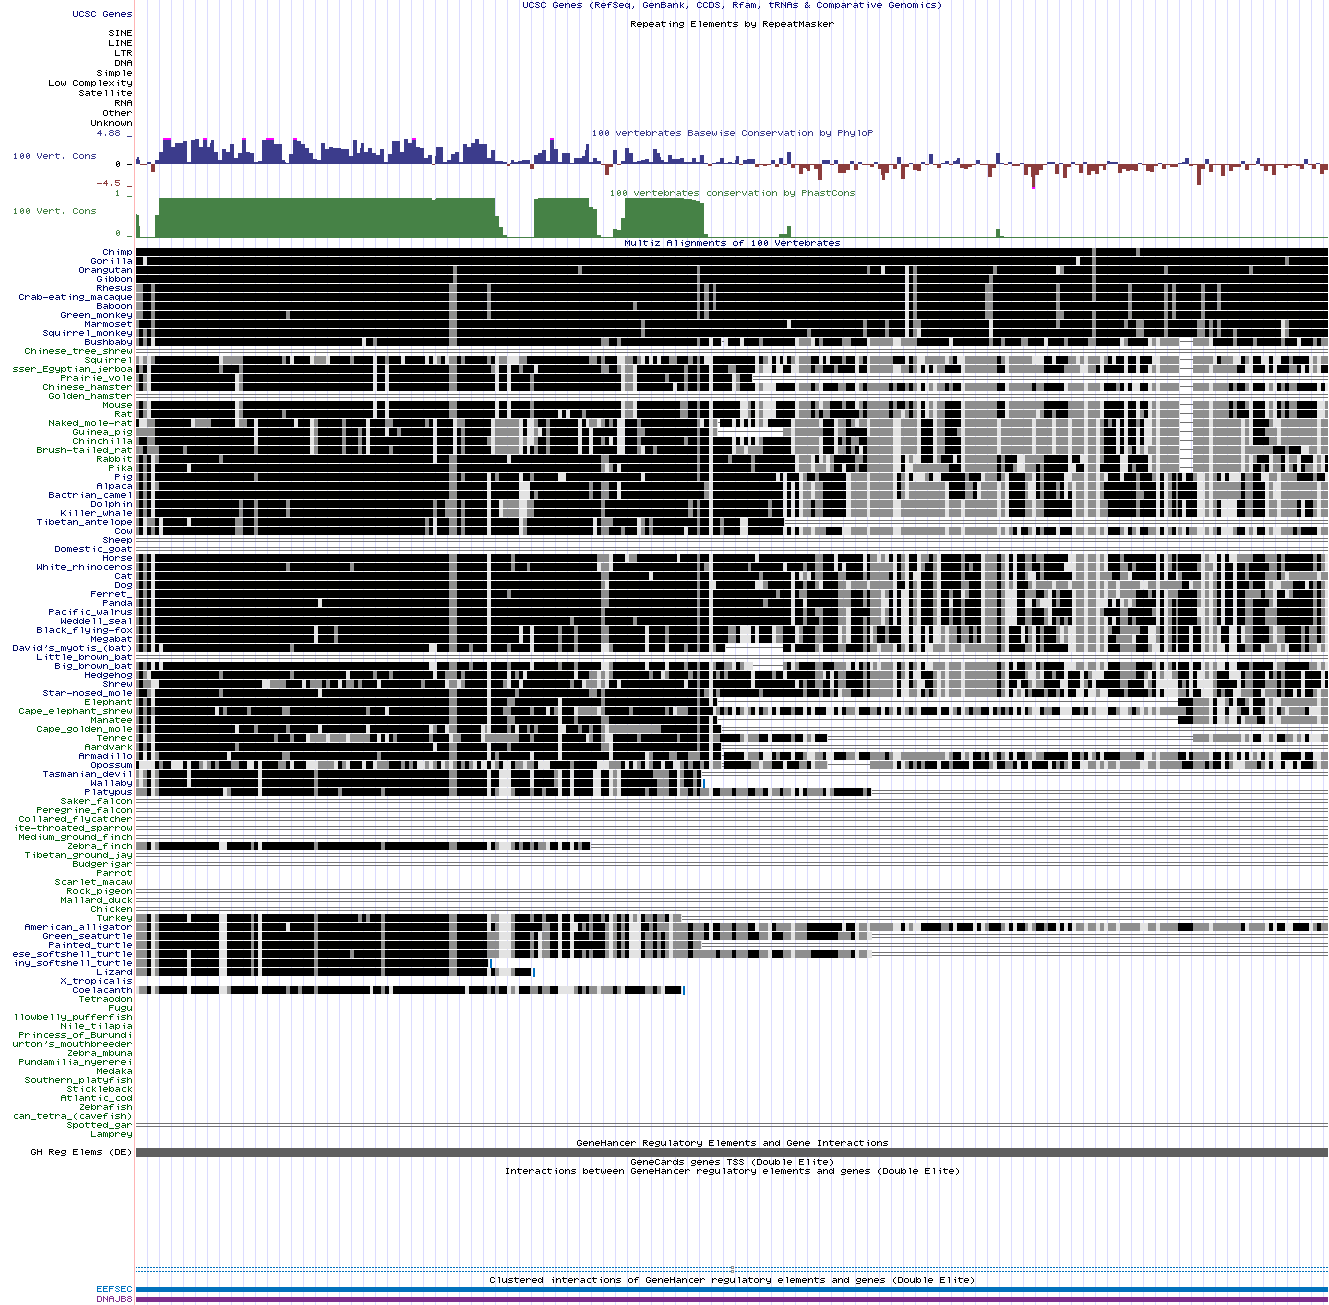 UCSC Genes (RefSeq, GenBank, CCDS, Rfam, tRNAs & Comparative Genomics)
UCSC Genes
Repeating Elements by RepeatMasker
SINE
LINE
LTR
DNA
Simple
Low Complexity
Satellite
RNA
Other
Unknown
4.88 _
100 vertebrates Basewise Conservation by PhyloP
100 Vert. Cons
0 _
-4.5 _
1 _
100 vertebrates conservation by PhastCons
100 Vert. Cons
0 _
Multiz Alignments of 100 Vertebrates
Chimp
Gorilla
Orangutan
Gibbon
Rhesus
Crab-eating_macaque
Baboon
Green_monkey
Marmoset
Squirrel_monkey
Bushbaby
Chinese_tree_shrew
Squirrel
sser_Egyptian_jerboa
Prairie_vole
Chinese_hamster
Golden_hamster
Mouse
Rat
Naked_mole-rat
Guinea_pig
Chinchilla
Brush-tailed_rat
Rabbit
Pika
Pig
Alpaca
Bactrian_camel
Dolphin
Killer_whale
Tibetan_antelope
Cow
Sheep
Domestic_goat
Horse
White_rhinoceros
Cat
Dog
Ferret_
Panda
Pacific_walrus
Weddell_seal
Black_flying-fox
Megabat
David's_myotis_(bat)
Little_brown_bat
Big_brown_bat
Hedgehog
Shrew
Star-nosed_mole
Elephant
Cape_elephant_shrew
Manatee
Cape_golden_mole
Tenrec
Aardvark
Armadillo
Opossum
Tasmanian_devil
Wallaby
Platypus
Saker_falcon
Peregrine_falcon
Collared_flycatcher
ite-throated_sparrow
Medium_ground_finch
Zebra_finch
Tibetan_ground_jay
Budgerigar
Parrot
Scarlet_macaw
Rock_pigeon
Mallard_duck
Chicken
Turkey
American_alligator
Green_seaturtle
Painted_turtle
ese_softshell_turtle
iny_softshell_turtle
Lizard
X_tropicalis
Coelacanth
Tetraodon
Fugu
llowbelly_pufferfish
Nile_tilapia
Princess_of_Burundi
urton's_mouthbreeder
Zebra_mbuna
Pundamilia_nyererei
Medaka
Southern_platyfish
Stickleback
Atlantic_cod
Zebrafish
can_tetra_(cavefish)
Spotted_gar
Lamprey
GeneHancer Regulatory Elements and Gene Interactions
GH Reg Elems (DE)
GeneCards genes TSS (Double Elite)
Interactions between GeneHancer regulatory elements and genes (Double Elite)
Clustered interactions of GeneHancer regulatory elements and genes (Double Elite)
EEFSEC
DNAJB8